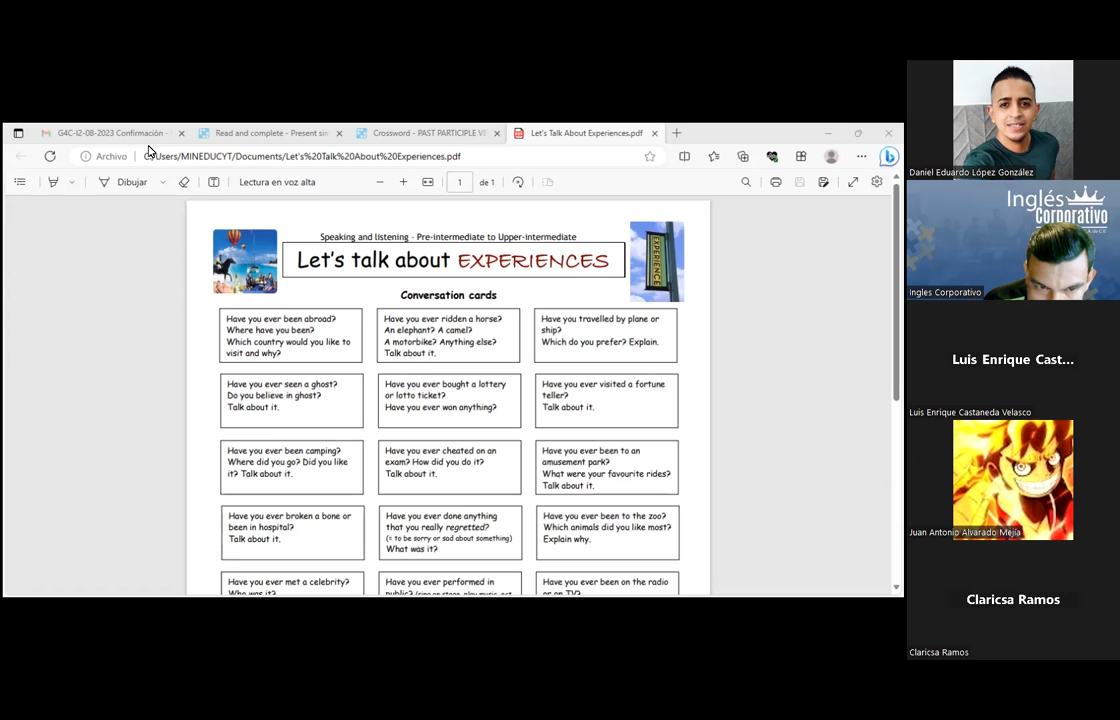 G4C-I2-08-2023 Confirmación -
Read and complete - Present sin
Crossword - PAST PARTICIPLE VE
Let's Talk About Experiences.pdf
Archivo
C:/Users/MINEDUCYT/Documents/Let's%20Talk%20About%20Experiences.pdf
Dibujar
Lectura en voz alta
1
de 1
Speaking and listening - Pre-intermediate to Upper-intermediate
Let's talk about EXPERIENCES
EXPERIENCE
Conversation cards
Have you ever been abroad?
Where have you been?
Which country would you like to
visit and why?
Have you ever ridden a horse?
An elephant? A camel?
A motorbike? Anything else?
Talk about it.
Have you travelled by plane or
ship?
Which do you prefer? Explain.
Have you ever seen a ghost?
Do you believe in ghost?
Talk about it.
Have you ever bought a lottery
or lotto ticket?
Have you ever won anything?
Have you ever visited a fortune
teller?
Talk about it.
Have you ever been camping?
Where did you go? Did you like
it? Talk about it.
Have you ever cheated on an
exam? How did you do it?
Talk about it.
Have you ever been to an
amusement park?
What were your favourite rides?
Talk about it.
Have you ever broken a bone or
been in hospital?
Talk about it.
Have you ever done anything
that you really regretted?
(= to be sorry or sad about something)
What was it?
Have you ever been to the zoo?
Which animals did you like most?
Explain why.
Have you ever met a celebrity?
Who was it?
Have you ever performed in
public?
Have you ever been on the radio
or on TV?
Daniel Eduardo López González
Inglés
Corporativo
Ingles Corporativo
Luis Enrique Cast...
Luis Enrique Castaneda Velasco
Juan Antonio Alvarado Mejía
Claricsa Ramos
Claricsa Ramos